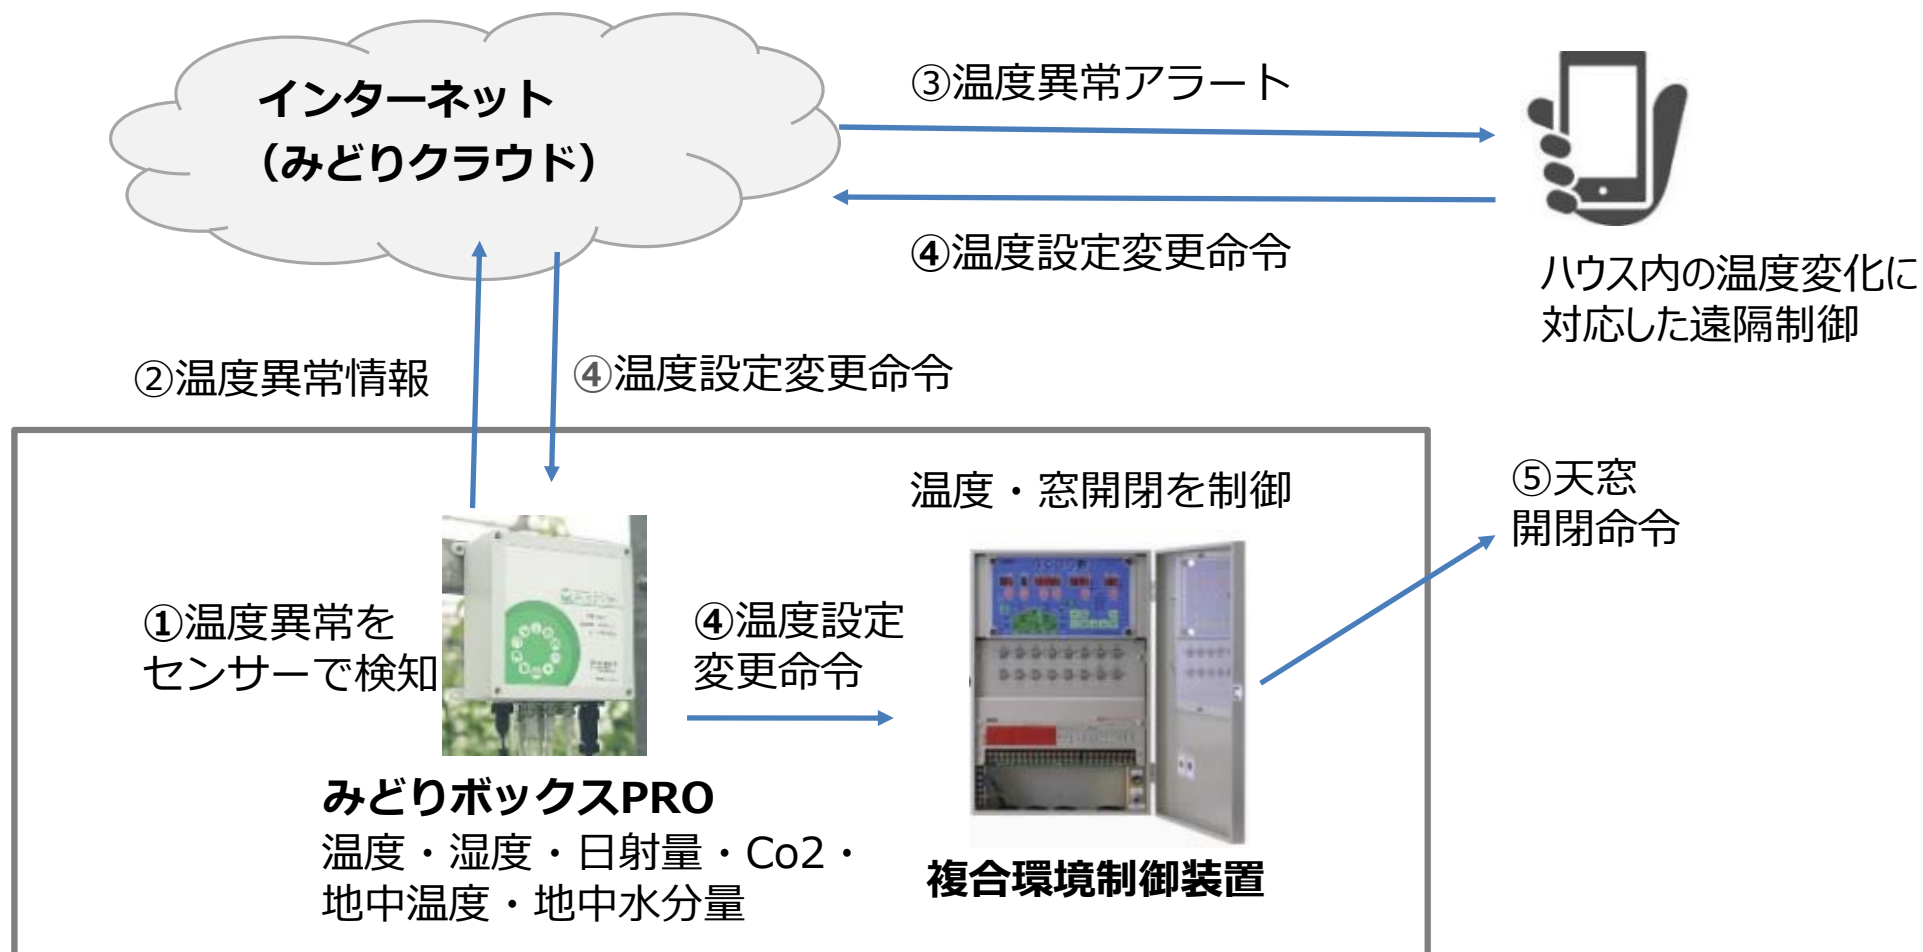 インターネット
（みどりクラウド）
③温度異常アラート
④温度設定変更命令
ハウス内の温度変化に
対応した遠隔制御
②温度異常情報
④温度設定変更命令
温度・窓開閉を制御
⑤天窓
開閉命令
①温度異常を
センサーで検知
④温度設定
変更命令
みどりボックスPRO
温度・湿度・日射量・Co2・
地中温度・地中水分量
複合環境制御装置